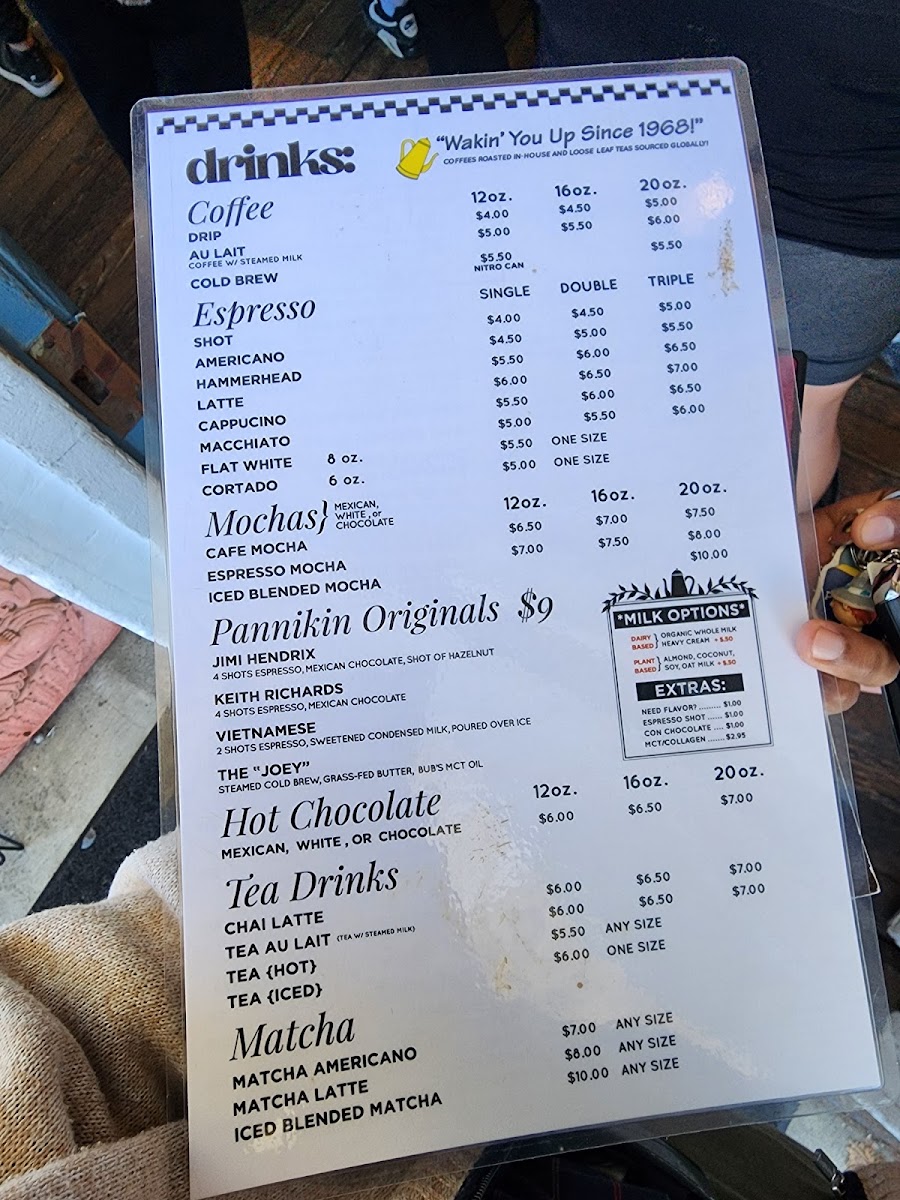 drinks:
"Wakin' You Up Since 1968!"
COFFEES ROASTED IN-HOUSE AND LOOSE LEAF TEAS SOURCED GLOBALLY!
Coffee 12oz. 16oz. 20oz.
DRIP $4.00 $4.50 $5.00
AU LAIT $5.00 $5.50 $6.00
COFFEE W/ STEAMED MILK
COLD BREW $5.50 $5.50
NITRO CAN
Espresso SINGLE DOUBLE TRIPLE
SHOT $4.00 $4.50 $5.00
AMERICANO $4.50 $5.00 $5.50
HAMMERHEAD $5.50 $6.00 $6.50
LATTE $6.00 $6.50 $7.00
CAPPUCINO $5.50 $6.00 $6.50
MACCHIATO $5.00 $5.50 $6.00
FLAT WHITE 8 oz. $5.50 ONE SIZE
CORTADO 6 oz. $5.00 ONE SIZE
Mochas} MEXICAN, WHITE, or CHOCOLATE 12oz. 16oz. 20oz.
CAFE MOCHA $6.50 $7.00 $7.50
ESPRESSO MOCHA $7.00 $7.50 $8.00
ICED BLENDED MOCHA $10.00
Pannikin Originals $9
JIMI HENDRIX
4 SHOTS ESPRESSO, MEXICAN CHOCOLATE, SHOT OF HAZELNUT
KEITH RICHARDS
4 SHOTS ESPRESSO, MEXICAN CHOCOLATE
VIETNAMESE
2 SHOTS ESPRESSO, SWEETENED CONDENSED MILK, POURED OVER ICE
THE "JOEY"
STEAMED COLD BREW, GRASS-FED BUTTER, BUB'S MCT OIL
*MILK OPTIONS*
DAIRY BASED } ORGANIC WHOLE MILK
HEAVY CREAM + $.50
PLANT BASED } ALMOND, COCONUT,
SOY, OAT MILK + $.50
EXTRAS:
NEED FLAVOR? ......... $1.00
ESPRESSO SHOT ...... $1.00
CON CHOCOLATE .... $1.00
MCT/COLLAGEN ....... $2.95
Hot Chocolate 12oz. 16oz. 20oz.
MEXICAN, WHITE, OR CHOCOLATE $6.00 $6.50 $7.00
Tea Drinks
CHAI LATTE $6.00 $6.50 $7.00
TEA AU LAIT {TEA W/ STEAMED MILK} $6.00 $6.50 $7.00
TEA {HOT} $5.50 ANY SIZE
TEA {ICED} $6.00 ONE SIZE
Matcha
MATCHA AMERICANO $7.00 ANY SIZE
MATCHA LATTE $8.00 ANY SIZE
ICED BLENDED MATCHA $10.00 ANY SIZE